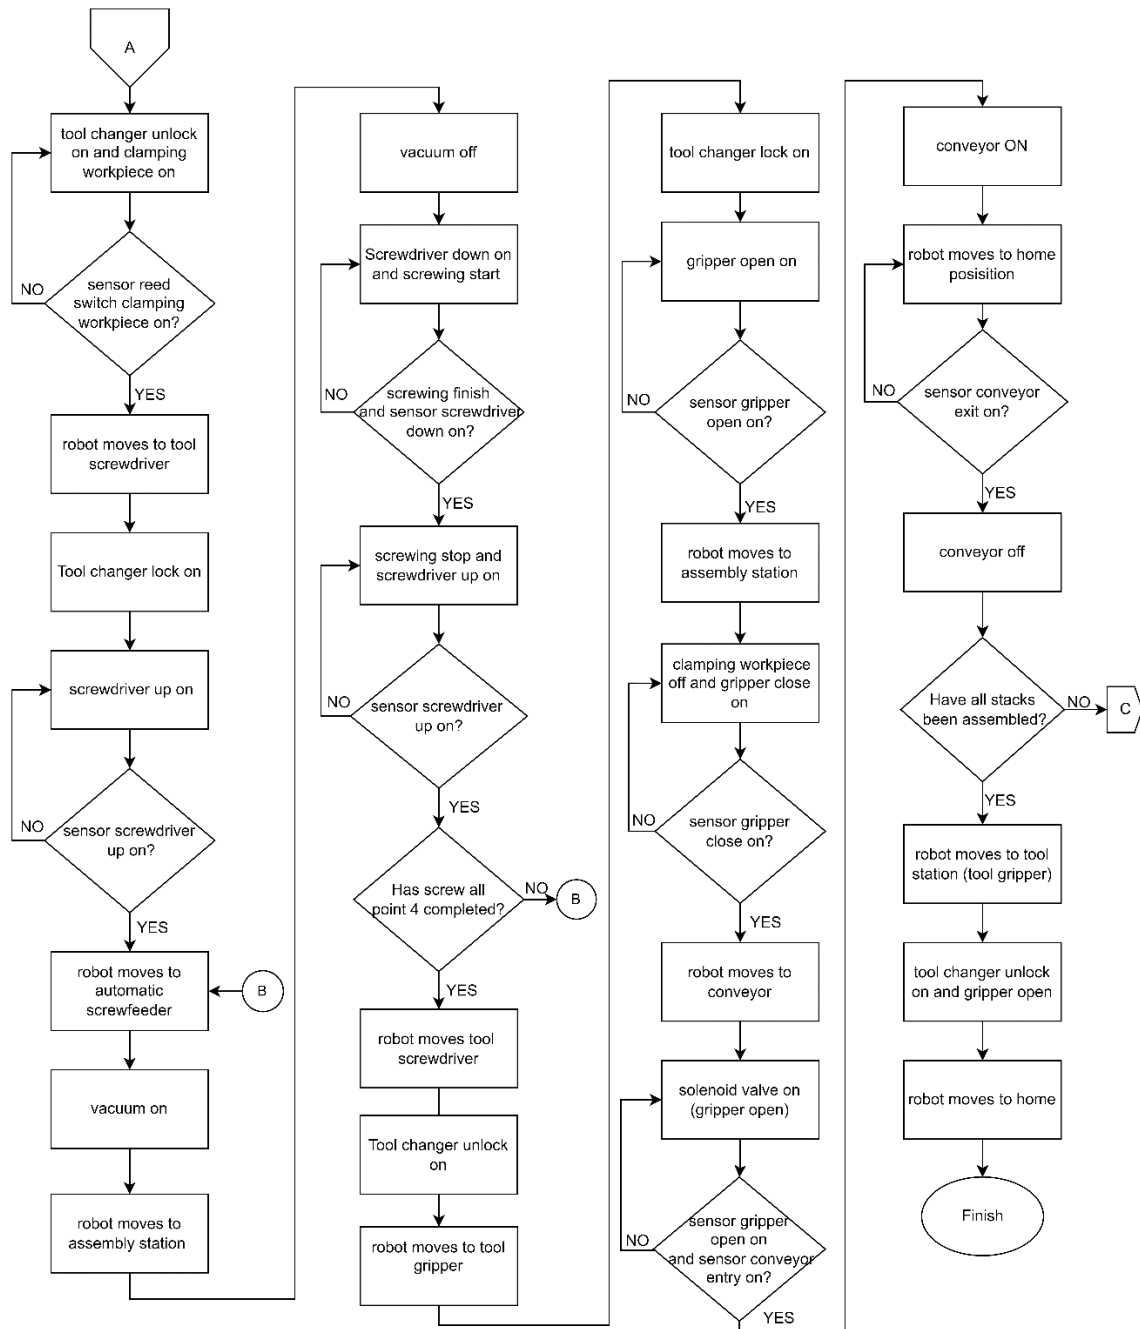 A
tool changer unlock
on and clamping
workpiece on
sensor reed
switch clamping
workpiece on?
NO
YES
robot moves to tool
screwdriver
Tool changer lock on
screwdriver up on
sensor screwdriver
up on?
NO
YES
robot moves to
automatic
screwfeeder
B
vacuum on
robot moves to
assembly station
vacuum off
Screwdriver down on
and screwing start
screwing finish
and sensor screwdriver
down on?
NO
YES
screwing stop and
screwdriver up on
sensor screwdriver
up on?
NO
YES
Has screw all
point 4 completed?
NO
B
YES
robot moves tool
screwdriver
Tool changer unlock
on
robot moves to tool
gripper
tool changer lock on
gripper open on
sensor gripper
open on?
NO
YES
robot moves to
assembly station
clamping workpiece
off and gripper close
on
sensor gripper
close on?
NO
YES
robot moves to
conveyor
solenoid valve on
(gripper open)
sensor gripper
open on
and sensor conveyor
entry on?
NO
YES
conveyor ON
robot moves to home
posisition
sensor conveyor
exit on?
NO
YES
conveyor off
Have all stacks
been assembled?
NO
C
YES
robot moves to tool
station (tool gripper)
tool changer unlock
on and gripper open
robot moves to home
Finish